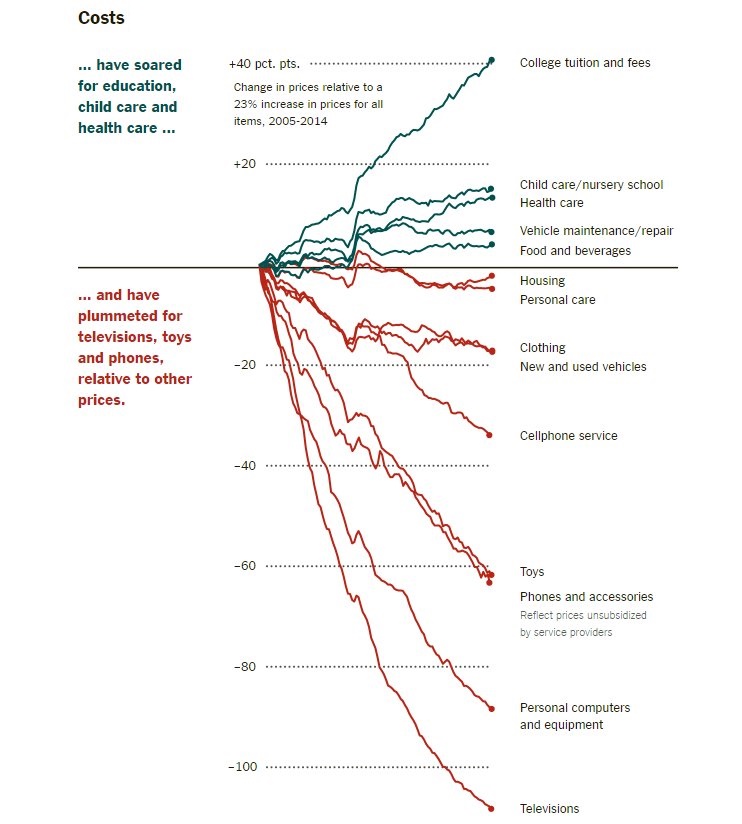 Costs
... have soared
for education,
child care and
health care ...
+40 pct. pts.
Change in prices relative to a
23% increase in prices for all
items, 2005-2014
College tuition and fees
+20
Child care/nursery school
Health care
Vehicle maintenance/repair
Food and beverages
... and have
plummeted for
televisions, toys
and phones,
relative to other
prices.
Housing
Personal care
Clothing
New and used vehicles
−20
Cellphone service
−40
−60
Toys
Phones and accessories
Reflect prices unsubsidized
by service providers
−80
Personal computers
and equipment
−100
Televisions